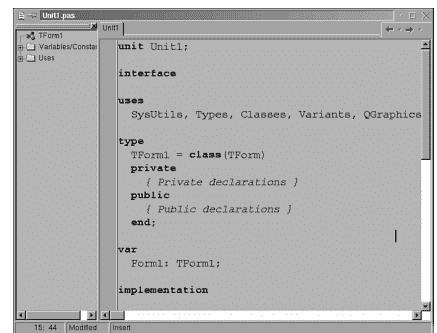 Unit1.pas
TForm1
Variables/Constan
Uses
Unit1
unit Unit1;
interface
uses
SysUtils, Types, Classes, Variants, QGraphics
type
TForm1 = class(TForm)
private
{ Private declarations }
public
{ Public declarations }
end;
var
Form1: TForm1;
implementation
15: 44 Modified Insert